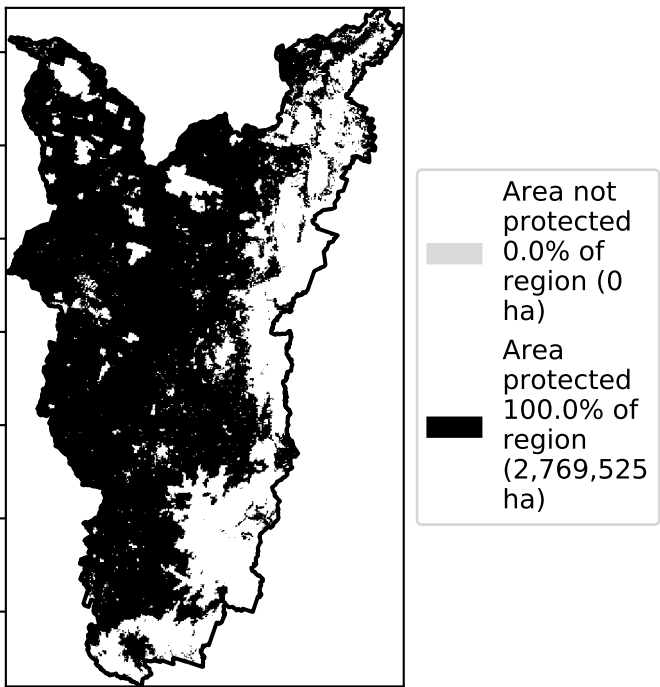 Area not
protected
0.0% of
region (0
ha)
Area
protected
100.0% of
region
(2,769,525
ha)